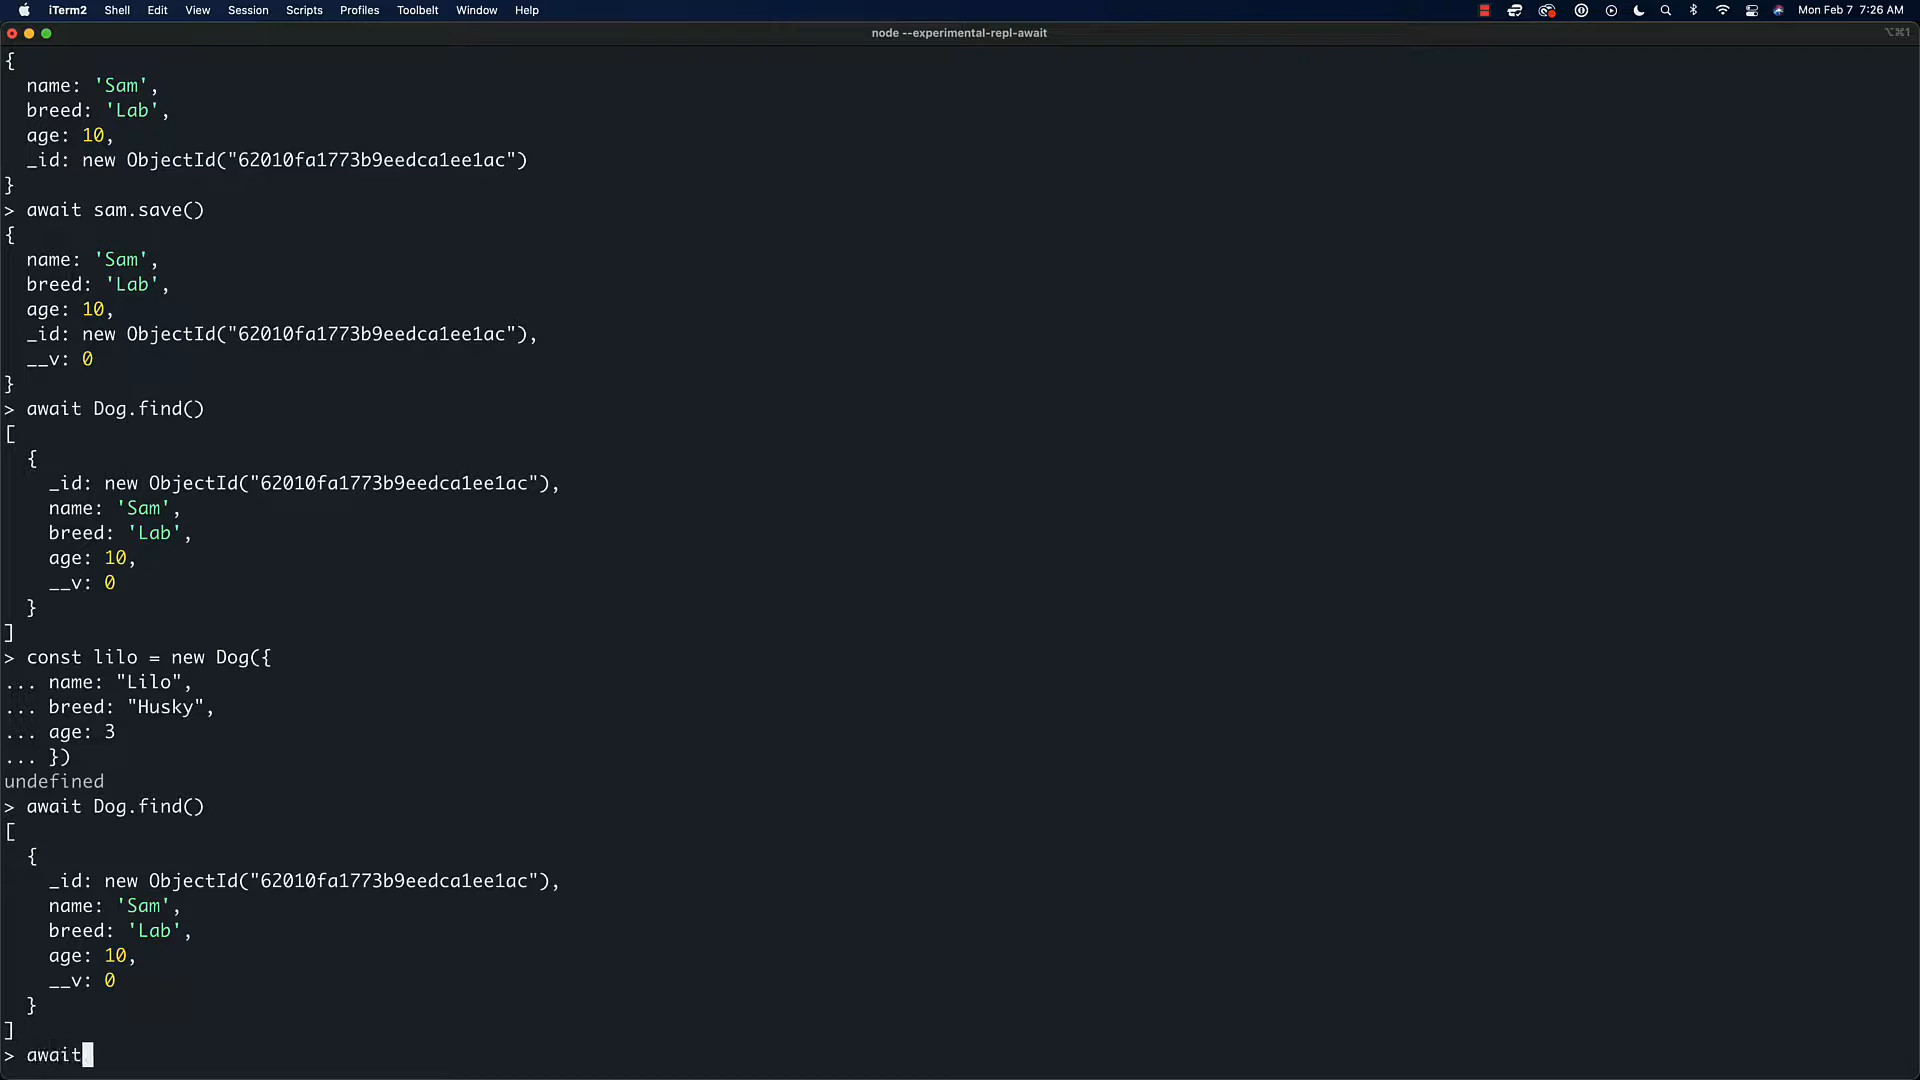 iTerm2 Shell Edit View Session Scripts Profiles Toolbelt Window Help Mon Feb 7 7:26 AM
node --experimental-repl-await ⌥⌘1
{
  name: 'Sam',
  breed: 'Lab',
  age: 10,
  _id: new ObjectId("62010fa1773b9eedca1ee1ac")
}
> await sam.save()
{
  name: 'Sam',
  breed: 'Lab',
  age: 10,
  _id: new ObjectId("62010fa1773b9eedca1ee1ac"),
  __v: 0
}
> await Dog.find()
[
  {
    _id: new ObjectId("62010fa1773b9eedca1ee1ac"),
    name: 'Sam',
    breed: 'Lab',
    age: 10,
    __v: 0
  }
]
> const lilo = new Dog({
... name: "Lilo",
... breed: "Husky",
... age: 3
... })
undefined
> await Dog.find()
[
  {
    _id: new ObjectId("62010fa1773b9eedca1ee1ac"),
    name: 'Sam',
    breed: 'Lab',
    age: 10,
    __v: 0
  }
]
> await